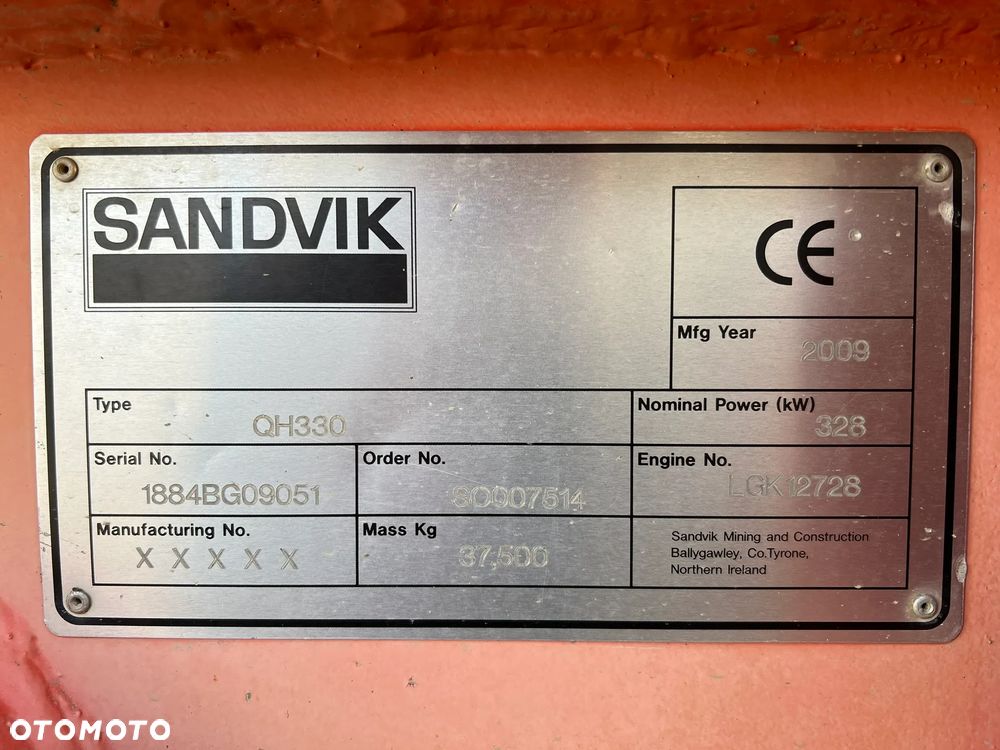 SANDVIK
CE
Mfg Year
2009
Type
QH330
Nominal Power (kW)
328
Serial No.
1884BG09051
Order No.
SO007514
Engine No.
LGK12728
Manufacturing No.
X X X X X
Mass Kg
37,500
Sandvik Mining and Construction
Ballygawley, Co.Tyrone,
Northern Ireland
OTOMOTO